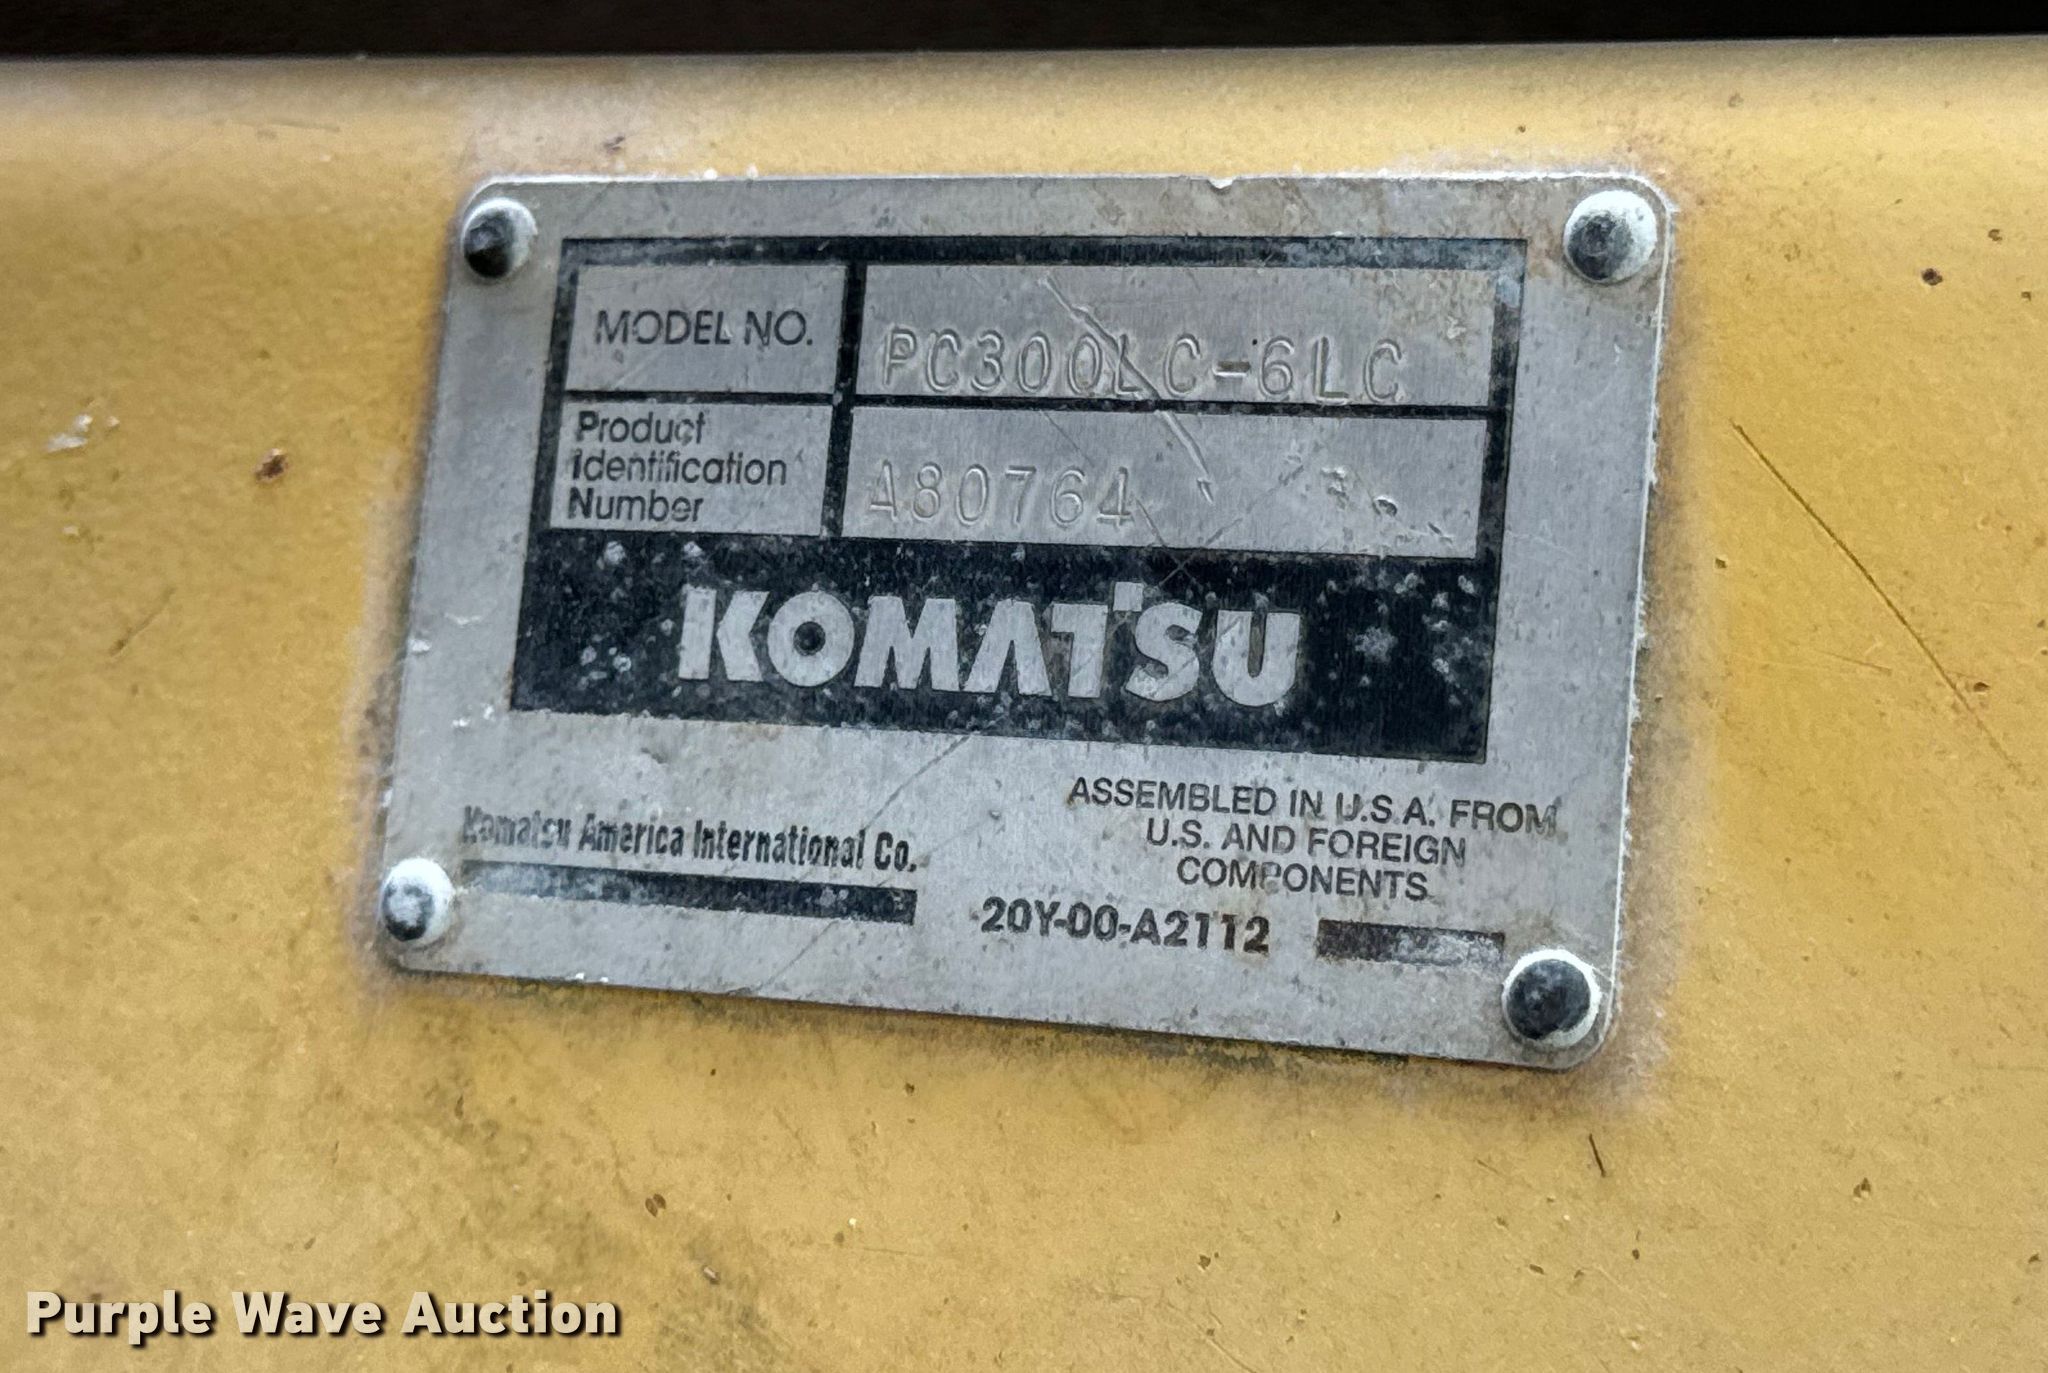 MODEL NO. PC300LC-6LC
Product
Identification
Number
A80764
KOMATSU
Komatsu America International Co.
ASSEMBLED IN U.S.A. FROM
U.S. AND FOREIGN
COMPONENTS
20Y-00-A2112
Purple Wave Auction